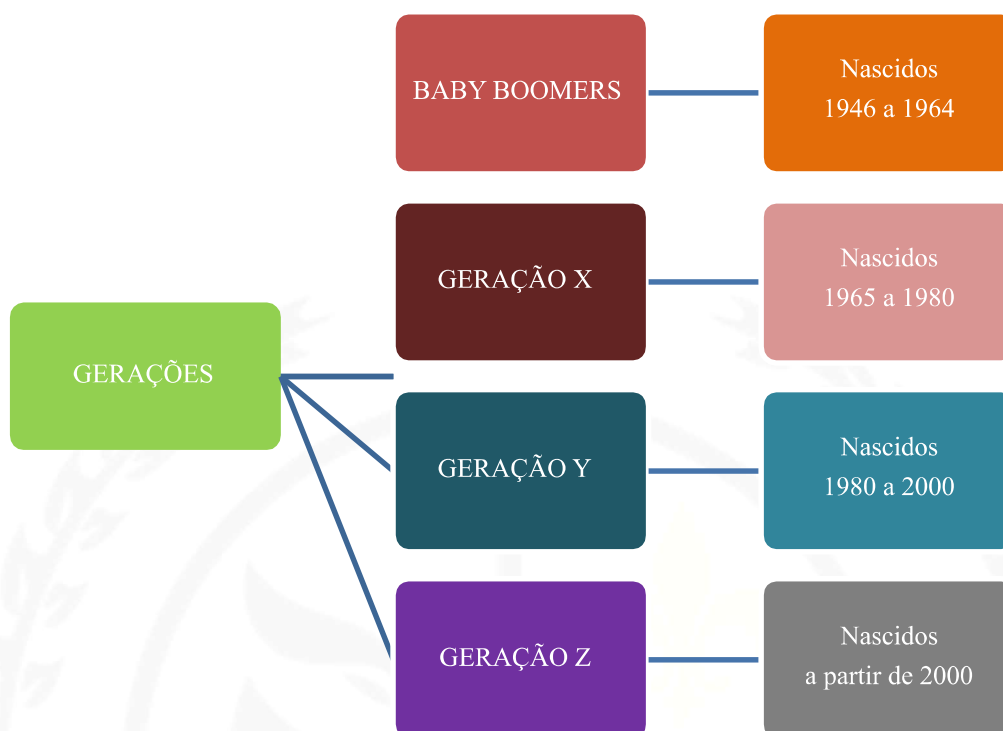 GERAÇÕES
BABY BOOMERS
Nascidos
1946 a 1964
GERAÇÃO X
Nascidos
1965 a 1980
GERAÇÃO Y
Nascidos
1980 a 2000
GERAÇÃO Z
Nascidos
a partir de 2000